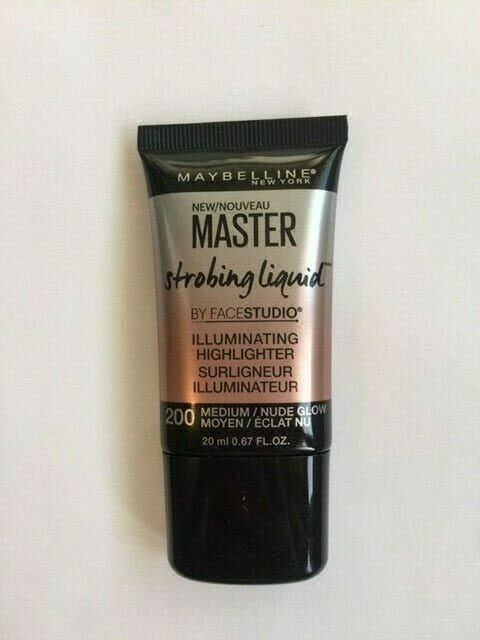 MAYBELLINE®
NEW YORK
NEW/NOUVEAU
MASTER
strobing liquid™
BY FACESTUDIO®
ILLUMINATING
HIGHLIGHTER
SURLIGNEUR
ILLUMINATEUR
200 MEDIUM / NUDE GLOW
MOYEN / ÉCLAT NU
20 ml 0.67 FL.OZ.